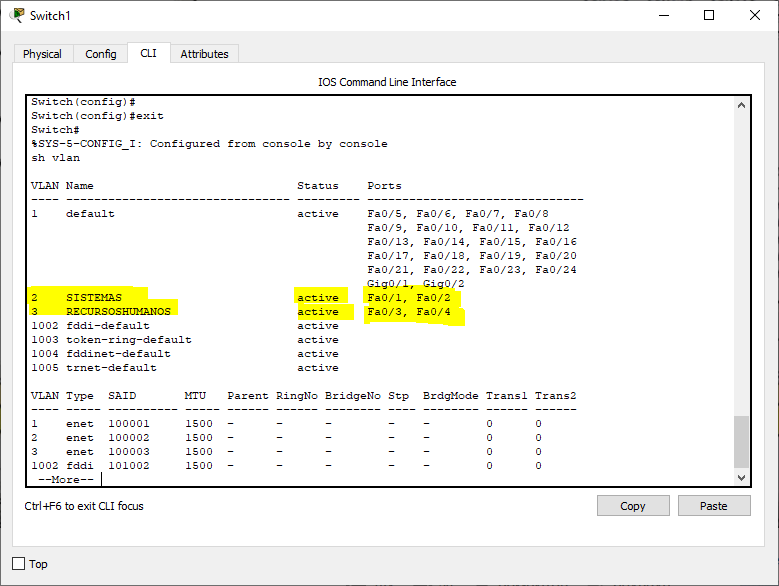 Switch1
Physical Config CLI Attributes
IOS Command Line Interface
Switch(config)#
Switch(config)#exit
Switch#
%SYS-5-CONFIG_I: Configured from console by console
sh vlan
VLAN Name Status Ports
---- -------------------------------- --------- -------------------------------
1 default active Fa0/5, Fa0/6, Fa0/7, Fa0/8
Fa0/9, Fa0/10, Fa0/11, Fa0/12
Fa0/13, Fa0/14, Fa0/15, Fa0/16
Fa0/17, Fa0/18, Fa0/19, Fa0/20
Fa0/21, Fa0/22, Fa0/23, Fa0/24
Gig0/1, Gig0/2
2 SISTEMAS active Fa0/1, Fa0/2
3 RECURSOSHUMANOS active Fa0/3, Fa0/4
1002 fddi-default active
1003 token-ring-default active
1004 fddinet-default active
1005 trnet-default active
VLAN Type SAID MTU Parent RingNo BridgeNo Stp BrdgMode Trans1 Trans2
---- ----- ---------- ----- ------ ------ -------- ---- -------- ------ ------
1 enet 100001 1500 - - - - - 0 0
2 enet 100002 1500 - - - - - 0 0
3 enet 100003 1500 - - - - - 0 0
1002 fddi 101002 1500 - - - - - 0 0
--More--
Ctrl+F6 to exit CLI focus
Copy Paste
Top